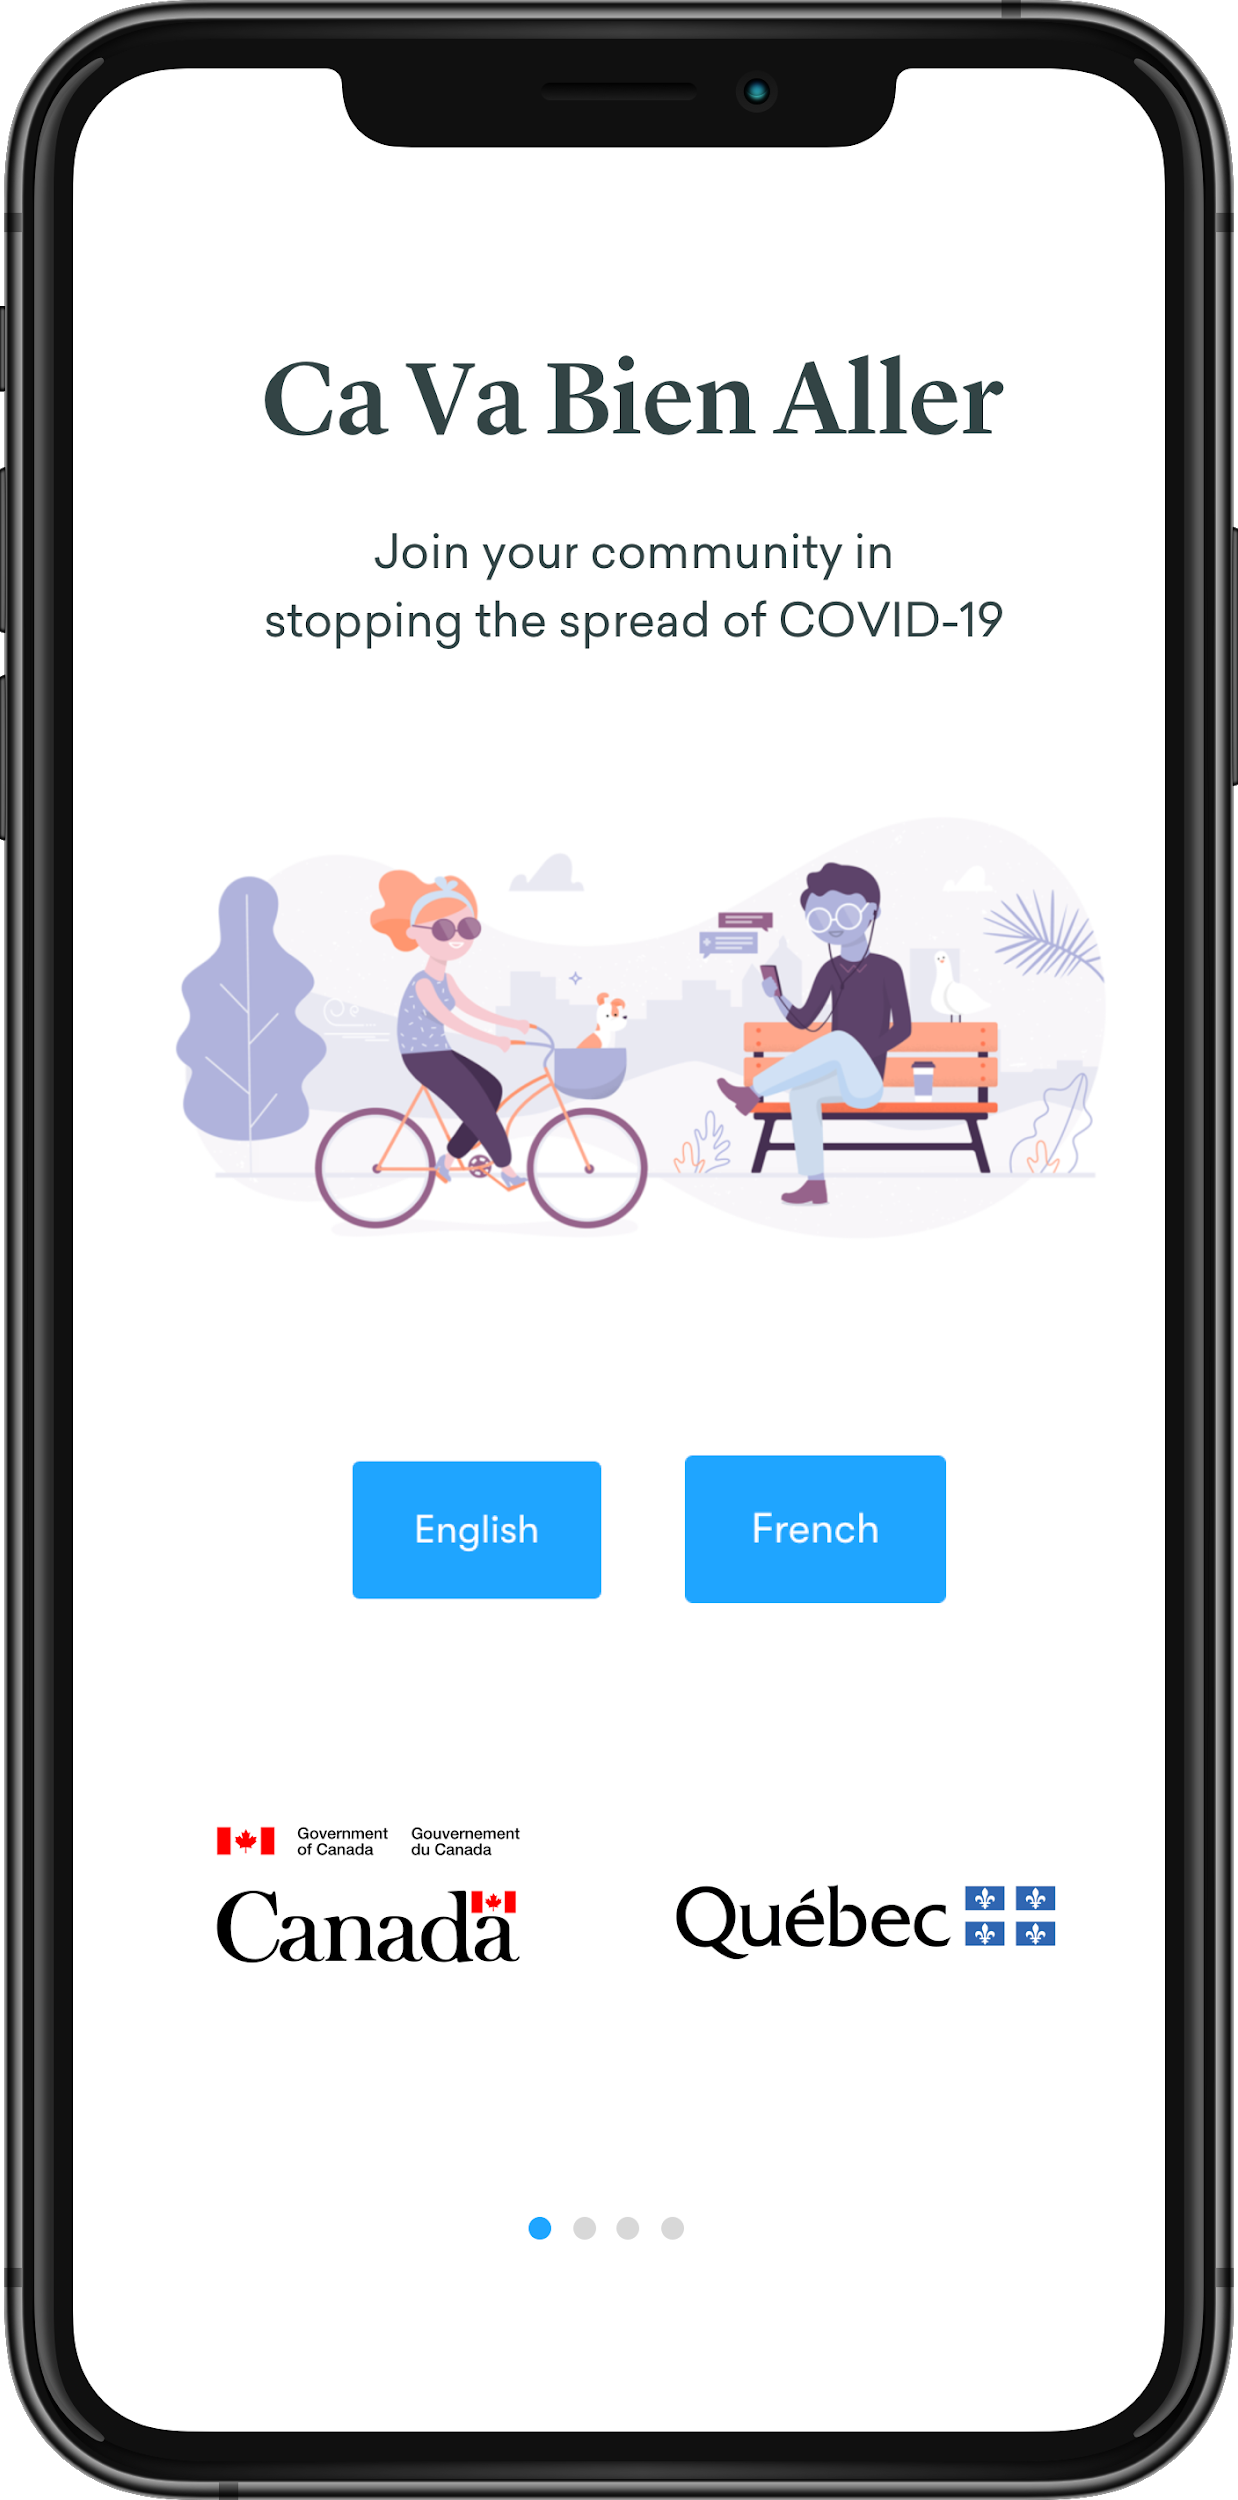 Ca Va Bien Aller
Join your community in
stopping the spread of COVID-19
English
French
Government
of Canada
Gouvernement
du Canada
Canada
Québec